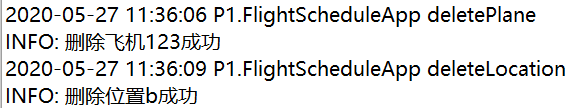 2020-05-27 11:36:06 P1.FlightScheduleApp deletePlane
INFO: 删除飞机123成功
2020-05-27 11:36:09 P1.FlightScheduleApp deleteLocation
INFO: 删除位置b成功